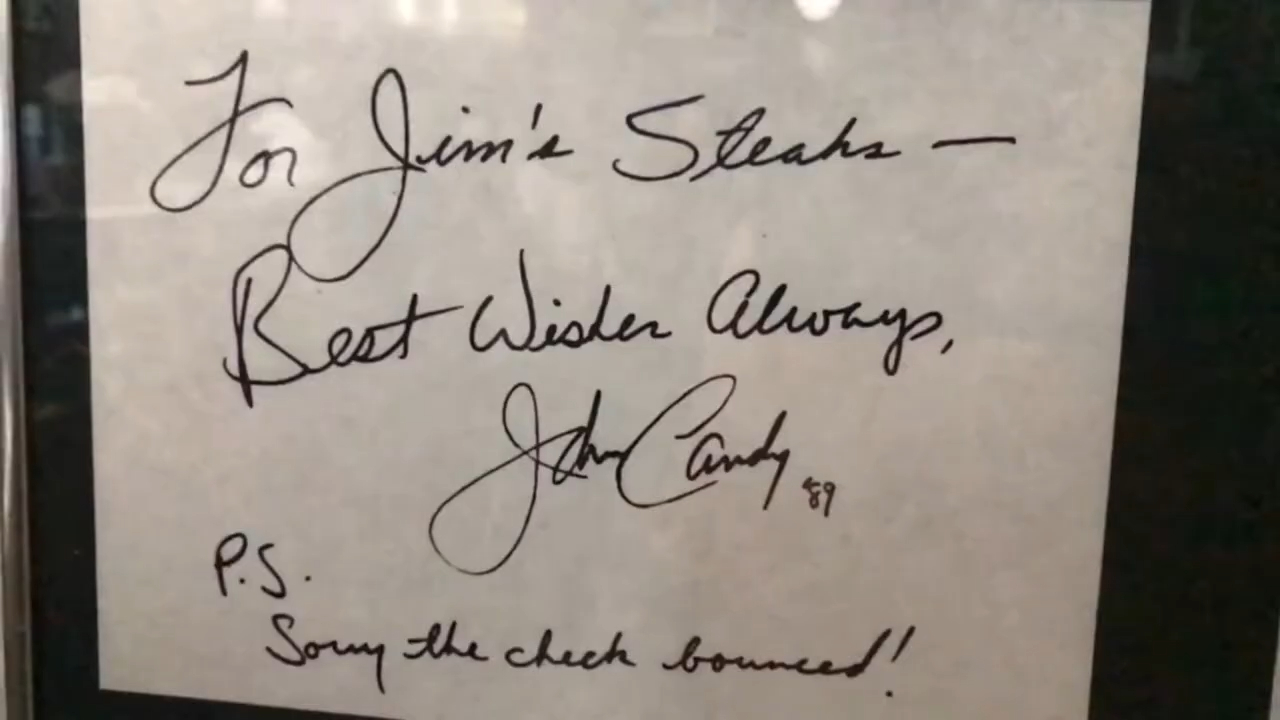 For Jim's Steaks —
Best Wishes Always,
John Candy '89
P.S.
Sorry the check bounced!